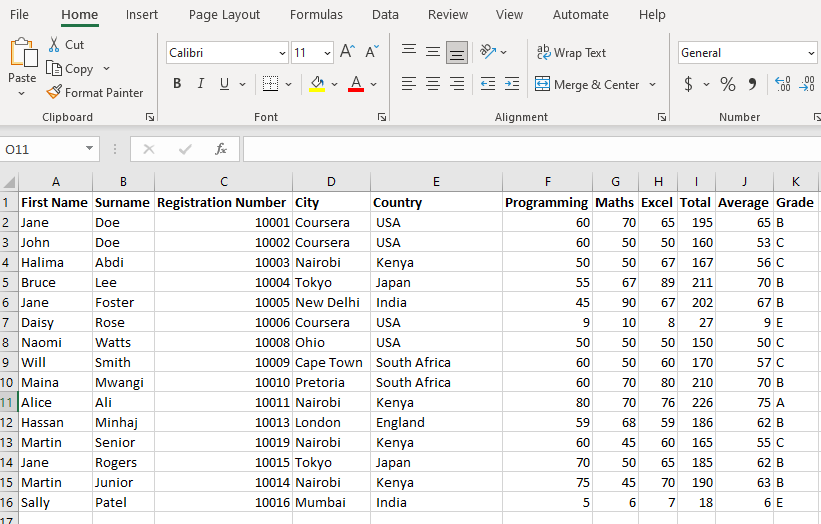 File Home Insert Page Layout Formulas Data Review View Automate Help
Cut
Copy
Format Painter
Paste
Calibri 11 A A
B I U A
ab Wrap Text
Merge & Center
General
$ % 9 .00 .00
Clipboard Font Alignment Number
O11 fx
A B C D E F G H I J K
1 First Name Surname Registration Number City Country Programming Maths Excel Total Average Grade
2 Jane Doe 10001 Coursera USA 60 70 65 195 65 B
3 John Doe 10002 Coursera USA 60 50 50 160 53 C
4 Halima Abdi 10003 Nairobi Kenya 50 50 67 167 56 C
5 Bruce Lee 10004 Tokyo Japan 55 67 89 211 70 B
6 Jane Foster 10005 New Delhi India 45 90 67 202 67 B
7 Daisy Rose 10006 Coursera USA 9 10 8 27 9 E
8 Naomi Watts 10008 Ohio USA 50 50 50 150 50 C
9 Will Smith 10009 Cape Town South Africa 60 50 60 170 57 C
10 Maina Mwangi 10010 Pretoria South Africa 60 70 80 210 70 B
11 Alice Ali 10011 Nairobi Kenya 80 70 76 226 75 A
12 Hassan Minhaj 10013 London England 59 68 59 186 62 B
13 Martin Senior 10019 Nairobi Kenya 60 45 60 165 55 C
14 Jane Rogers 10015 Tokyo Japan 70 50 65 185 62 B
15 Martin Junior 10014 Nairobi Kenya 75 45 70 190 63 B
16 Sally Patel 10016 Mumbai India 5 6 7 18 6 E
17